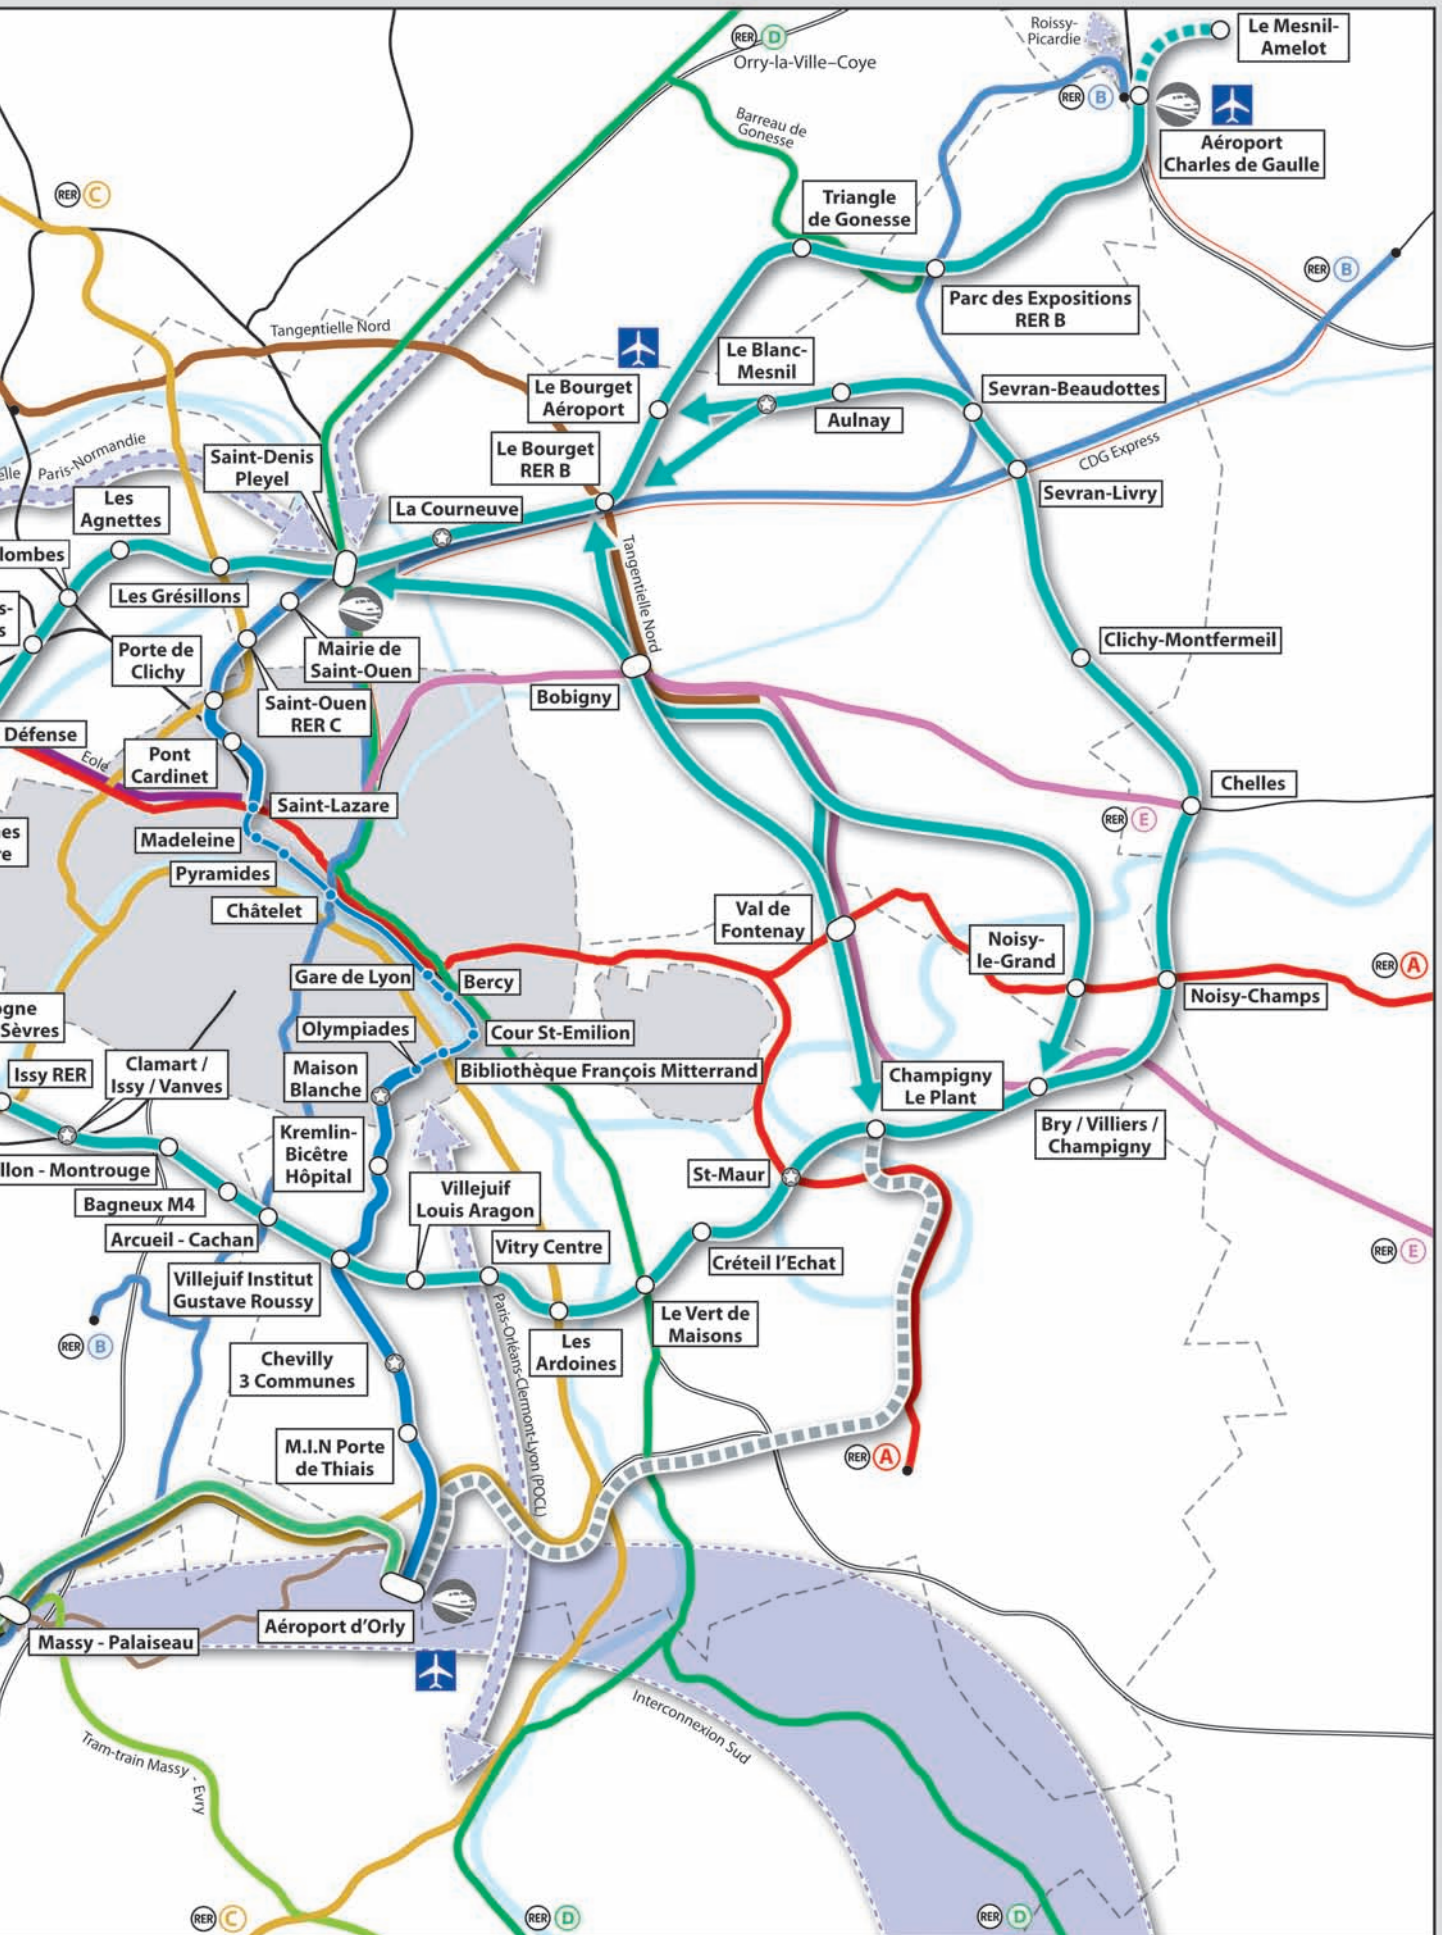 Roissy-
Picardie
Le Mesnil-
Amelot
RER D
Orry-la-Ville–Coye
RER B
Aéroport
Charles de Gaulle
Barreau de
Gonesse
RER C
Triangle
de Gonesse
RER B
Parc des Expositions
RER B
Tangentielle Nord
Le Blanc-
Mesnil
Le Bourget
Aéroport
Aulnay
Sevran-Beaudottes
Le Bourget
RER B
CDG Express
elle
Paris-Normandie
Saint-Denis
Pleyel
Sevran-Livry
Les
Agnettes
La Courneuve
lombes
Les Grésillons
Tangentielle Nord
s-
s
Porte de
Clichy
Mairie de
Saint-Ouen
Clichy-Montfermeil
Bobigny
Saint-Ouen
RER C
Défense
Eole
Pont
Cardinet
Chelles
Saint-Lazare
RER E
nes
re
Madeleine
Pyramides
Châtelet
Val de
Fontenay
Noisy-
le-Grand
RER A
Gare de Lyon
Bercy
Noisy-Champs
ogne
Sèvres
Olympiades
Cour St-Emilion
Issy RER
Clamart /
Issy / Vanves
Maison
Blanche
Bibliothèque François Mitterrand
Champigny
Le Plant
Kremlin-
Bicêtre
Hôpital
Bry / Villiers /
Champigny
llon - Montrouge
Villejuif
Louis Aragon
St-Maur
Bagneux M4
Arcueil - Cachan
Vitry Centre
Créteil l'Echat
RER E
Villejuif Institut
Gustave Roussy
Le Vert de
Maisons
RER B
Chevilly
3 Communes
Les
Ardoines
Paris-Orléans-Clermont-Lyon (POCL)
M.I.N Porte
de Thiais
RER A
Aéroport d'Orly
Massy - Palaiseau
Interconnexion Sud
Tram-train Massy - Evry
RER C
RER D
RER D